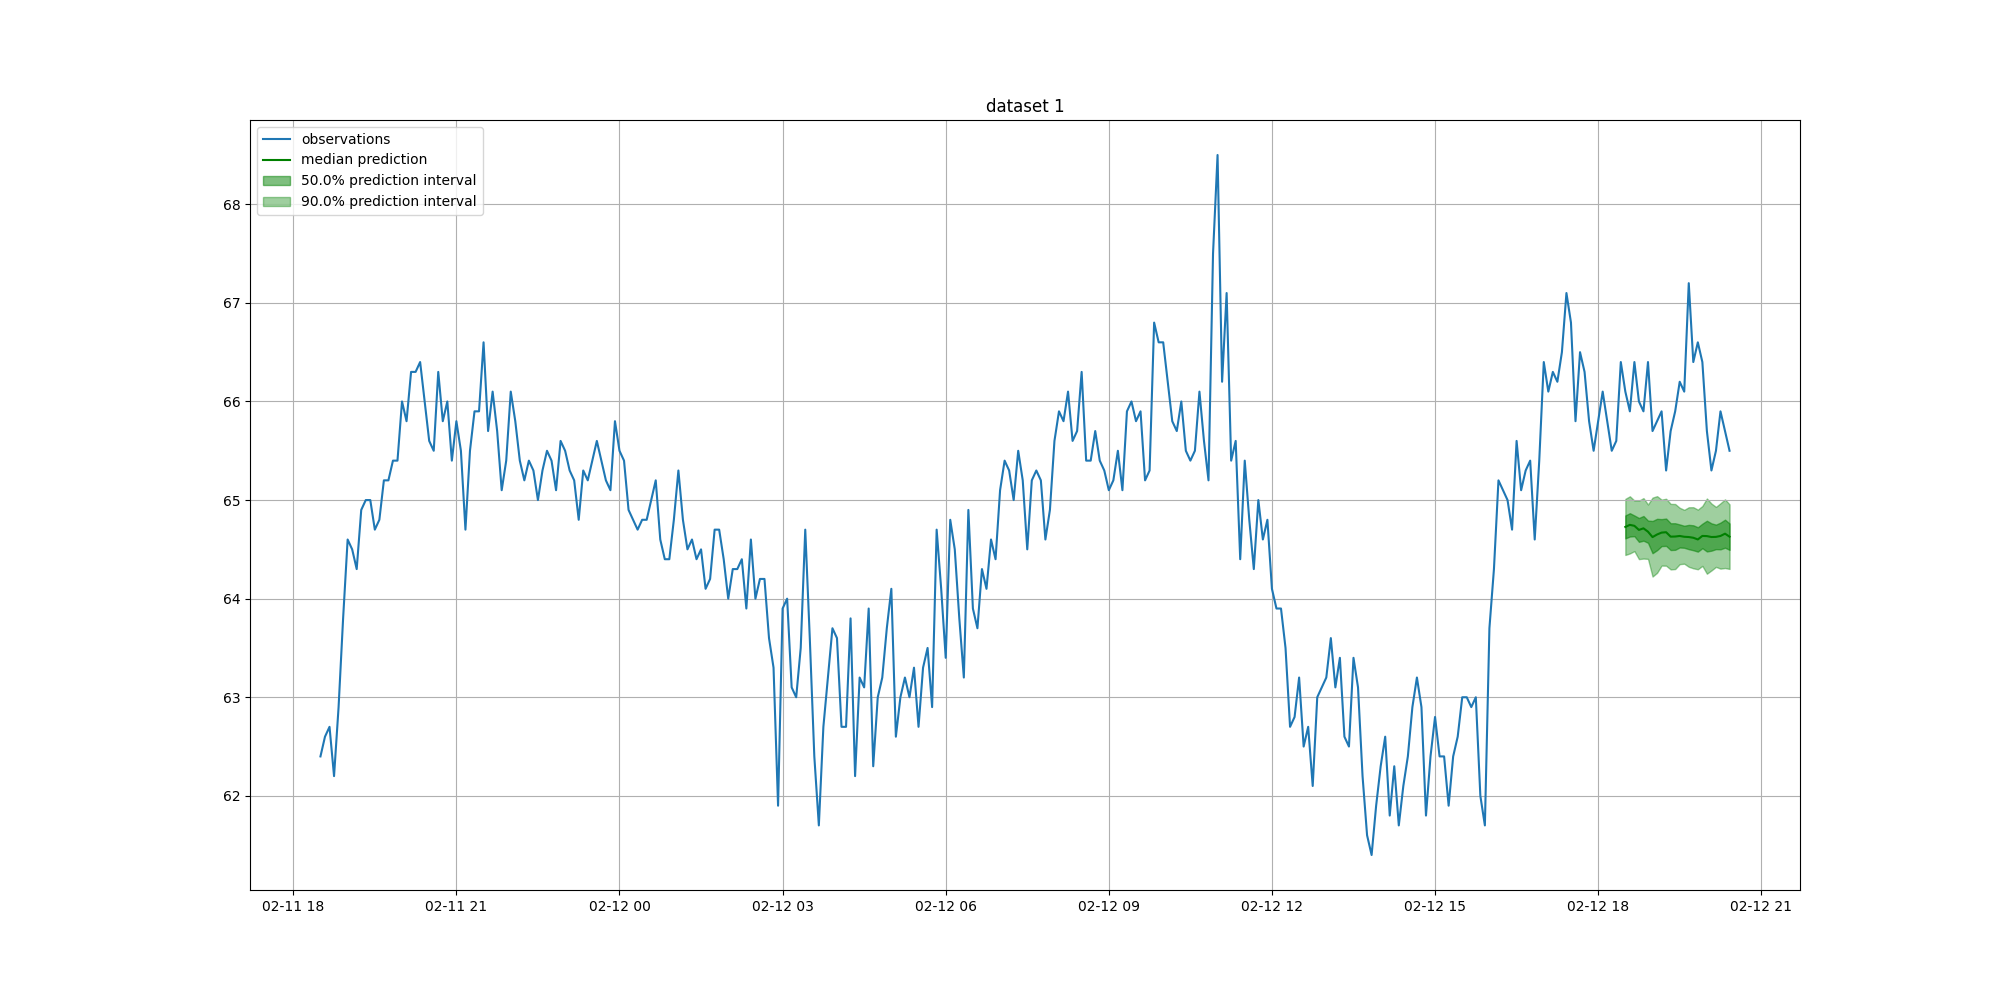 dataset 1
observations
median prediction
50.0% prediction interval
90.0% prediction interval
68
67
66
65
64
63
62
02-11 18 02-11 21 02-12 00 02-12 03 02-12 06 02-12 09 02-12 12 02-12 15 02-12 18 02-12 21